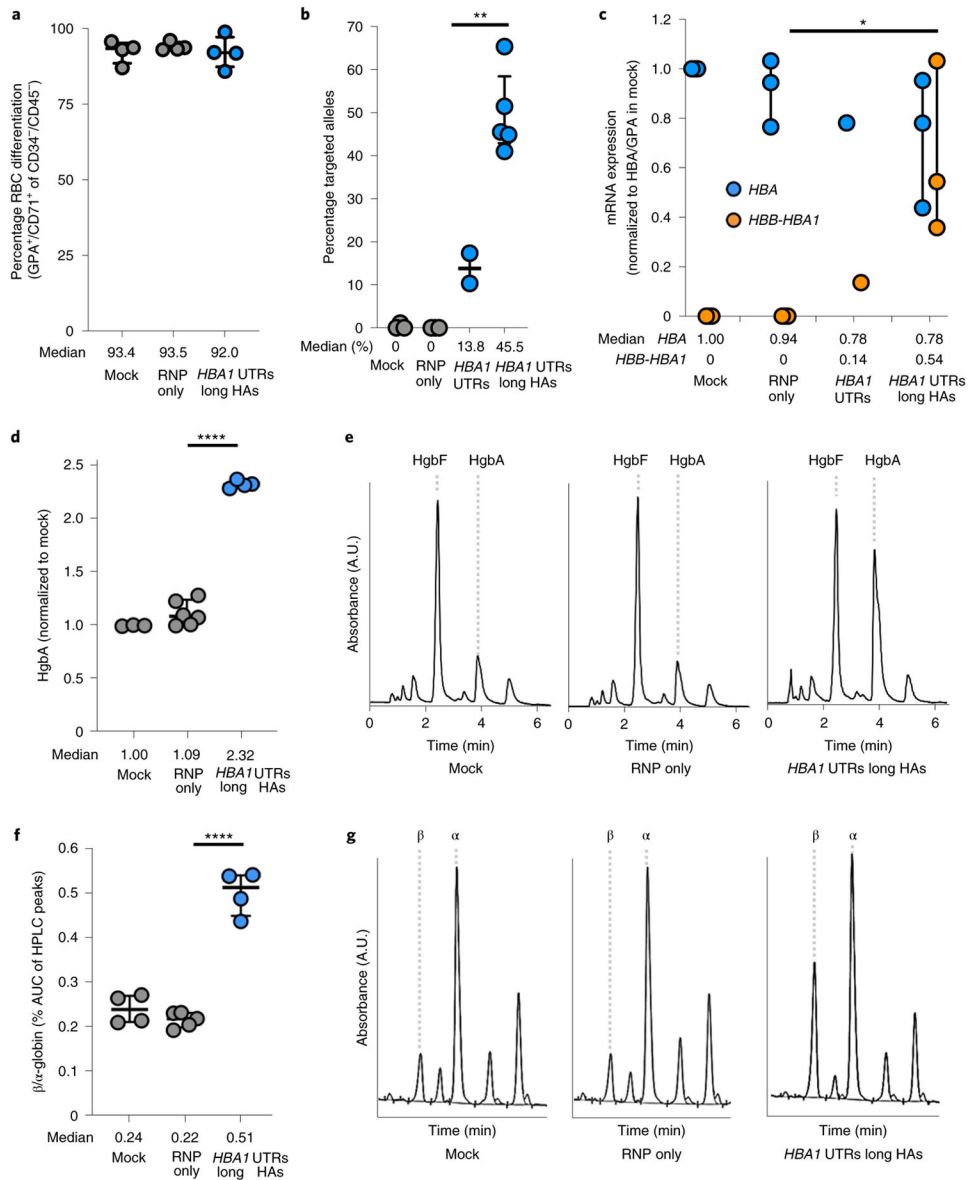 a
Percentage RBC differentiation
(GPA⁺/CD71⁺ of CD34⁻/CD45⁻)
100
75
50
25
0
Median 93.4 93.5 92.0
Mock RNP only HBA1 UTRs long HAs
b
**
Percentage targeted alleles
80
70
60
50
40
30
20
10
0
Median (%) 0 0 13.8 45.5
Mock RNP only HBA1 UTRs HBA1 UTRs long HAs
c
*
mRNA expression
(normalized to HBA/GPA in mock)
1.2
1.0
0.8
0.6
0.4
0.2
0
HBA
HBB-HBA1
Median HBA 1.00 0.94 0.78 0.78
HBB-HBA1 0 0 0.14 0.54
Mock RNP only HBA1 UTRs HBA1 UTRs long HAs
d
****
HgbA (normalized to mock)
2.5
2.0
1.5
1.0
0.5
0
Median 1.00 1.09 2.32
Mock RNP only HBA1 UTRs long HAs
e
HgbF HgbA HgbF HgbA HgbF HgbA
Absorbance (A.U.)
0 2 4 6 0 2 4 6 0 2 4 6
Time (min) Time (min) Time (min)
Mock RNP only HBA1 UTRs long HAs
f
****
β/α-globin (% AUC of HPLC peaks)
0.6
0.5
0.4
0.3
0.2
0.1
0
Median 0.24 0.22 0.51
Mock RNP only HBA1 UTRs long HAs
g
β α β α β α
Absorbance (A.U.)
Time (min) Time (min) Time (min)
Mock RNP only HBA1 UTRs long HAs